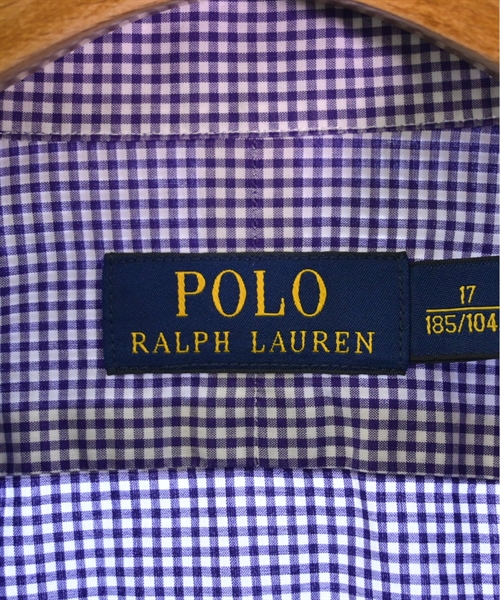 POLO
RALPH LAUREN
17
185/104